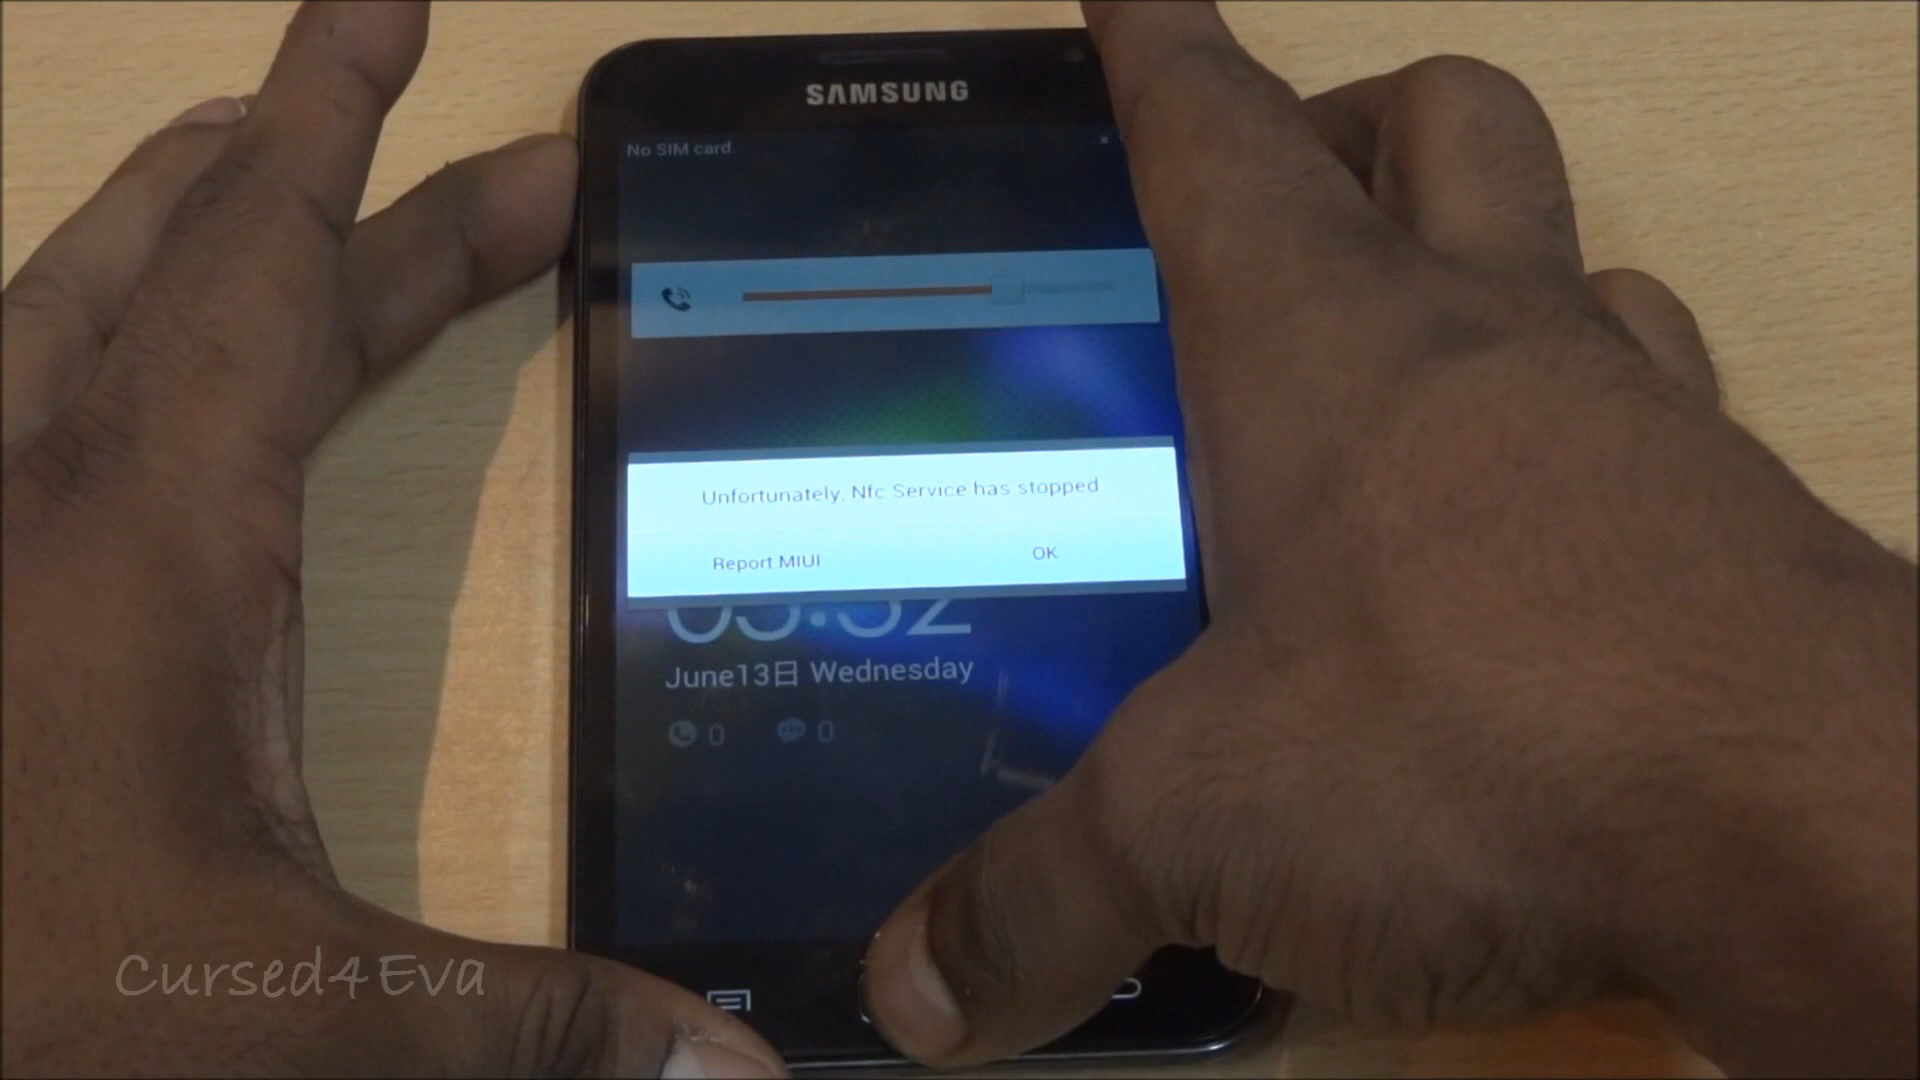 SAMSUNG
No SIM card.
Unfortunately, Nfc Service has stopped
Report MIUI
OK
June13日 Wednesday
0
0
Cursed4Eva